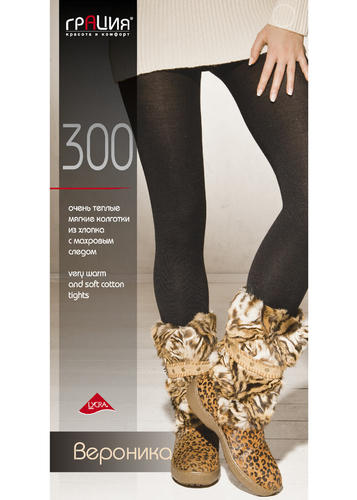 грАция®
красота и комфорт
300
очень теплые
мягкие колготки
из хлопка
с махровым
следом
very warm
and soft cotton
tights
LYCRA
Вероника